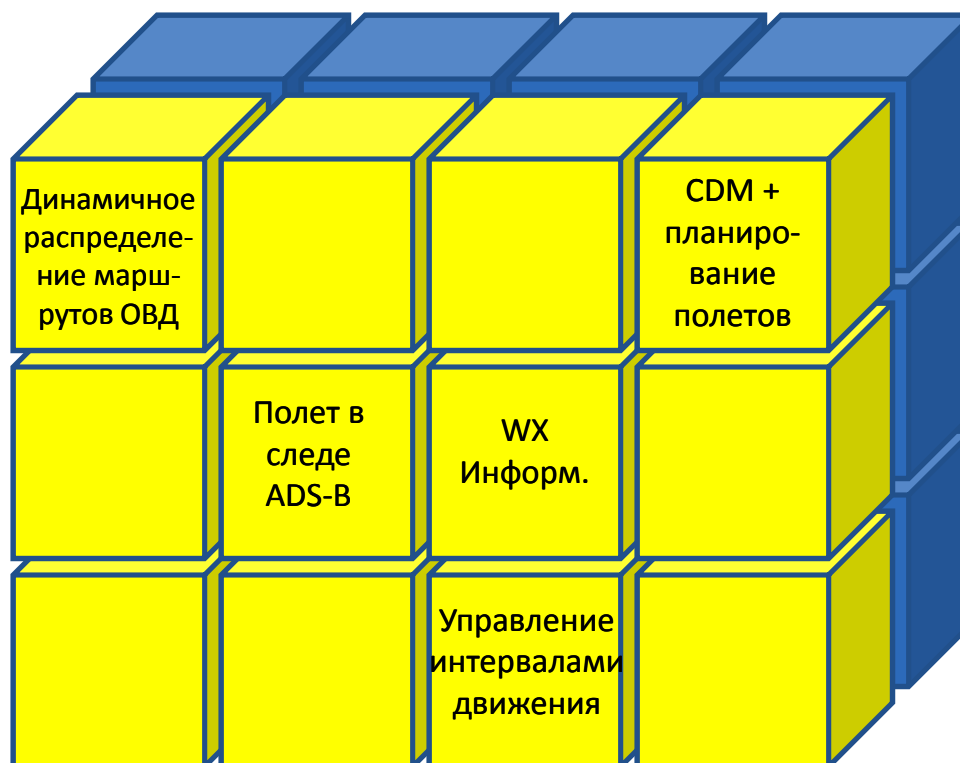 Динамичное
распределе-
ние марш-
рутов ОВД
CDM +
планиро-
вание
полетов
Полет в
следе
ADS-B
WX
Информ.
Управление
интервалами
движения